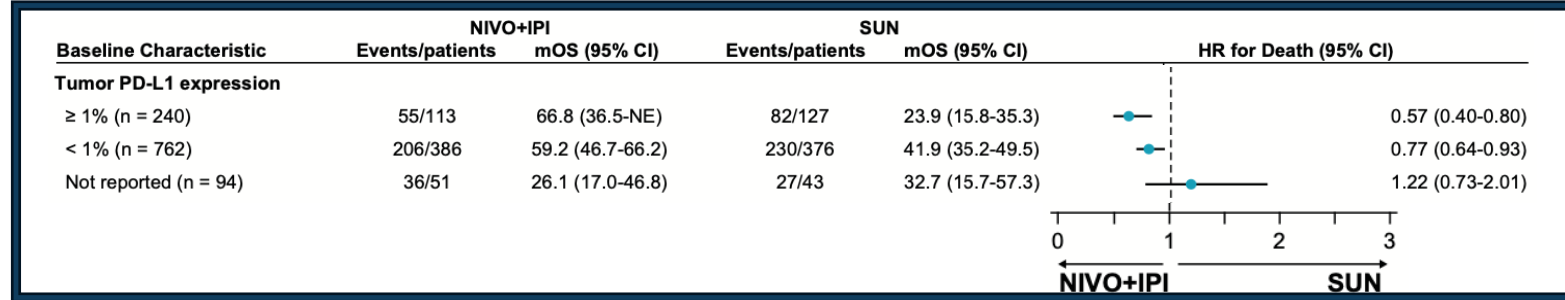 NIVO+IPI SUN
Baseline Characteristic Events/patients mOS (95% CI) Events/patients mOS (95% CI) HR for Death (95% CI)
Tumor PD-L1 expression
≥ 1% (n = 240) 55/113 66.8 (36.5-NE) 82/127 23.9 (15.8-35.3) 0.57 (0.40-0.80)
< 1% (n = 762) 206/386 59.2 (46.7-66.2) 230/376 41.9 (35.2-49.5) 0.77 (0.64-0.93)
Not reported (n = 94) 36/51 26.1 (17.0-46.8) 27/43 32.7 (15.7-57.3) 1.22 (0.73-2.01)
0 1 2 3
NIVO+IPI SUN